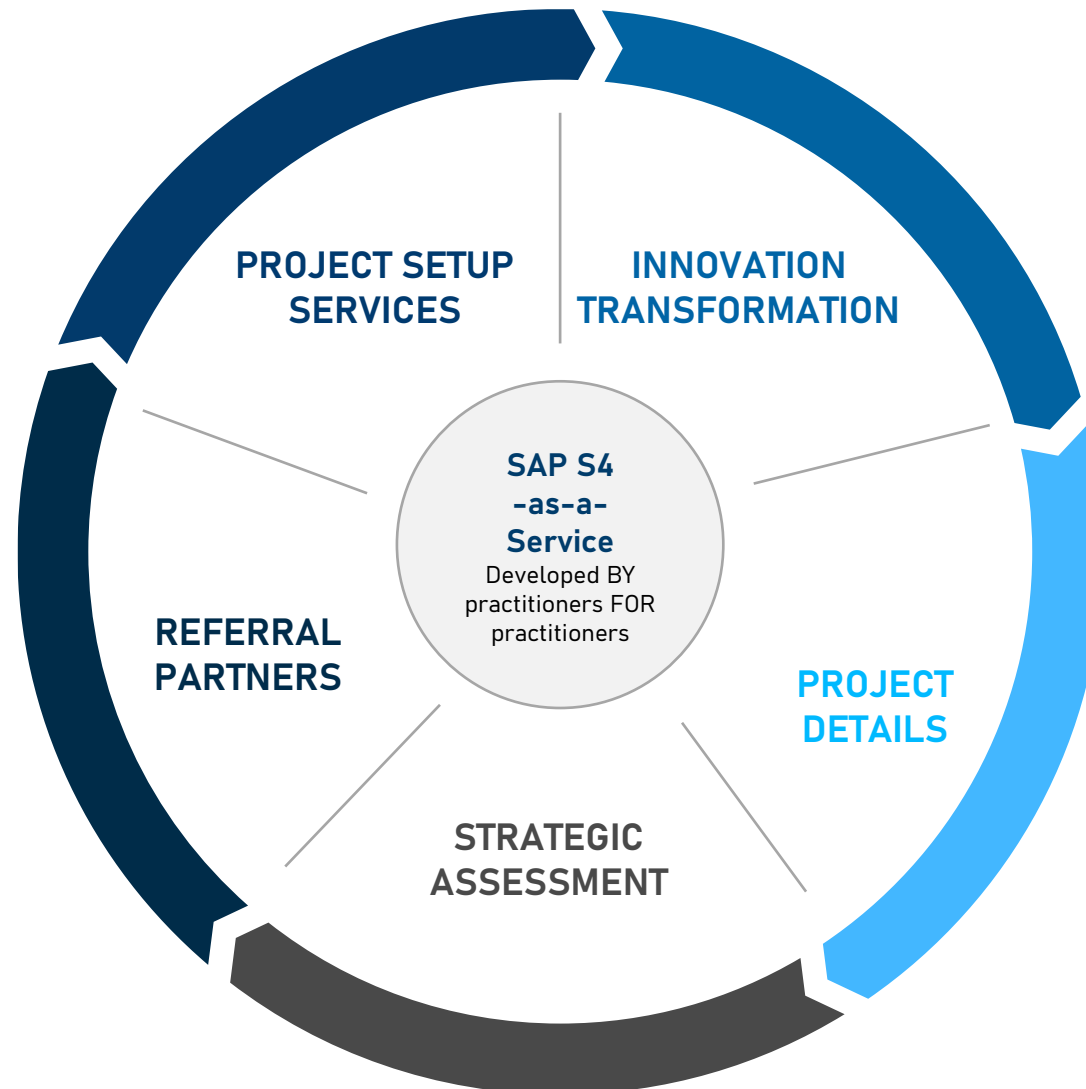 PROJECT SETUP
SERVICES
INNOVATION
TRANSFORMATION
SAP S4
-as-a-
Service
Developed BY
practitioners FOR
practitioners
REFERRAL
PARTNERS
PROJECT
DETAILS
STRATEGIC
ASSESSMENT